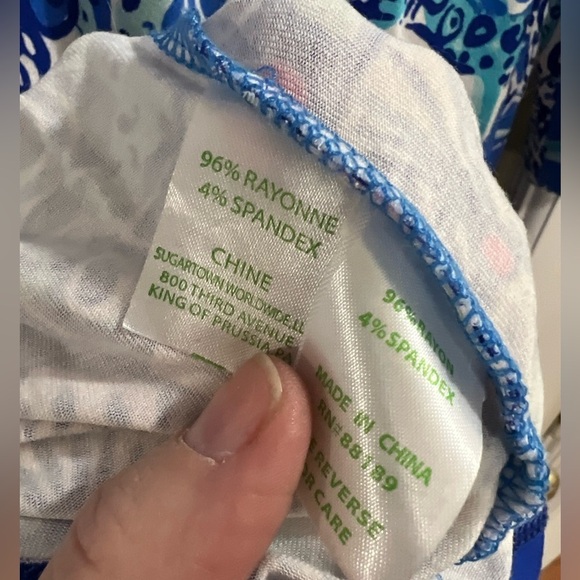 96% RAYONNE
4% SPANDEX
CHINE
SUGARTOWN WORLDWIDE, LL
800 THIRD AVENUE
KING OF PRUSSIA, PA
96% RAYON
4% SPANDEX
MADE IN CHINA
RN# 88789
REVERSE
CARE